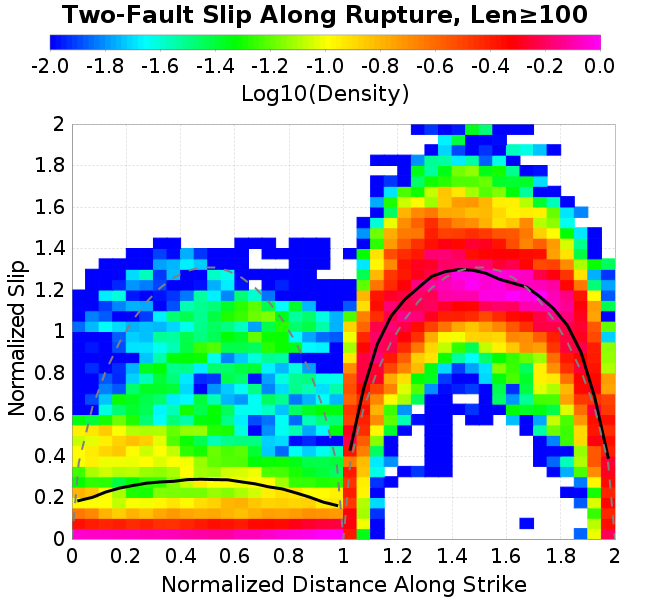 Two-Fault Slip Along Rupture, Len≥100
-2.0 -1.8 -1.6 -1.4 -1.2 -1.0 -0.8 -0.6 -0.4 -0.2 0.0
Log10(Density)
2
1.8
1.6
1.4
1.2
1
0.8
0.6
0.4
0.2
0
Normalized Slip
0 0.2 0.4 0.6 0.8 1 1.2 1.4 1.6 1.8 2
Normalized Distance Along Strike